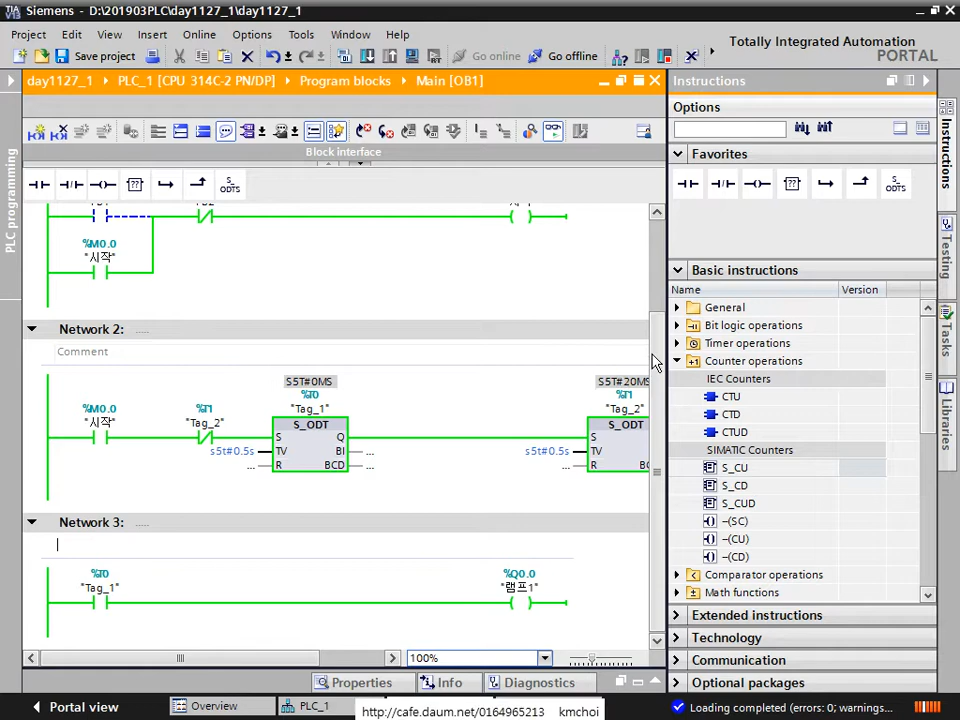 Siemens - D:\201903PLC\day1127_1\day1127_1
Project Edit View Insert Online Options Tools Window Help
Totally Integrated Automation
PORTAL
Save project
Go online
Go offline
day1127_1 PLC_1 [CPU 314C-2 PN/DP] Program blocks Main [OB1]
Instructions
Options
PLC programming
Block interface
Favorites
??
S_
ODTS
??
S_
ODTS
Instructions
Testing
Tasks
Libraries
%M0.0
"시작"
Basic instructions
Name Version
General
Bit logic operations
Timer operations
Counter operations
IEC Counters
CTU
CTD
CTUD
SIMATIC Counters
S_CU
S_CD
S_CUD
-(SC)
-(CU)
-(CD)
Comparator operations
Math functions
Network 2: .....
Comment
S5T#0MS
%T0
"Tag_1"
S_ODT
S5T#20MS
%T1
"Tag_2"
S_ODT
%M0.0
"시작"
%T1
"Tag_2"
S Q
s5t#0.5s TV BI ...
... R BCD ...
S
s5t#0.5s TV
... R
Network 3: .....
%T0
"Tag_1"
%Q0.0
"램프1"
100%
Extended instructions
Technology
Communication
Optional packages
Properties Info Diagnostics
Portal view Overview PLC_1
http://cafe.daum.net/0164965213 kmchoi
Loading completed (errors: 0; warnings...